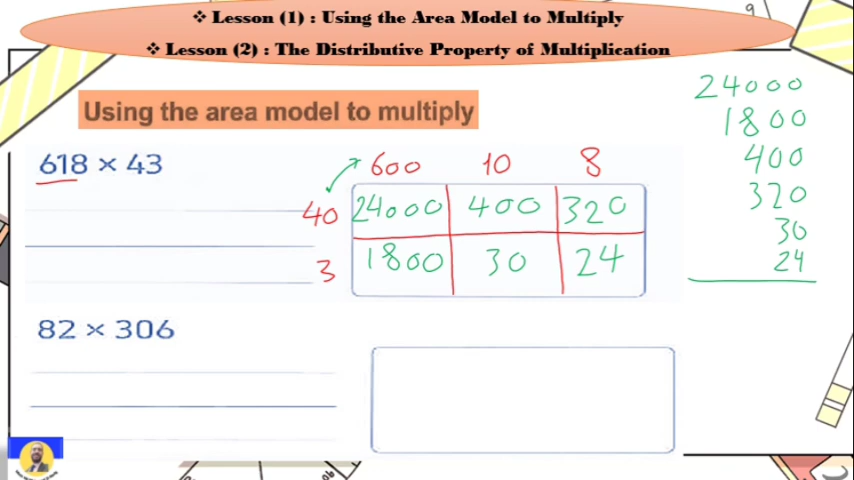 ❖ Lesson (1) : Using the Area Model to Multiply
❖ Lesson (2) : The Distributive Property of Multiplication
Using the area model to multiply
618 × 43
600 10 8
40 24000 400 320
3 1800 30 24
24000
1800
400
320
30
24
82 × 306